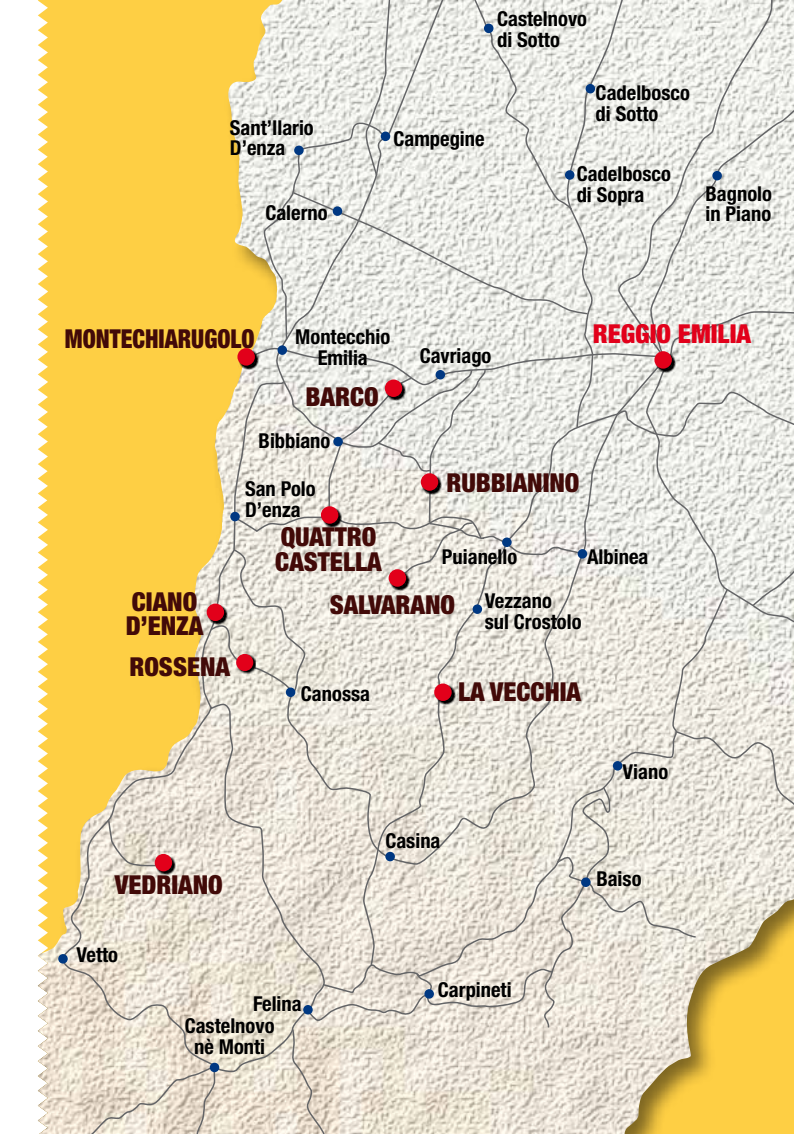 Castelnovo
di Sotto
Cadelbosco
di Sotto
Sant'Ilario
D'enza
Campegine
Cadelbosco
di Sopra
Bagnolo
in Piano
Calerno
MONTECHIARUGOLO
Montecchio
Emilia
REGGIO EMILIA
Cavriago
BARCO
Bibbiano
RUBBIANINO
San Polo
D'enza
QUATTRO
CASTELLA
Puianello
Albinea
SALVARANO
CIANO
D'ENZA
Vezzano
sul Crostolo
ROSSENA
Canossa
LA VECCHIA
Viano
Casina
VEDRIANO
Baiso
Vetto
Carpineti
Felina
Castelnovo
nè Monti